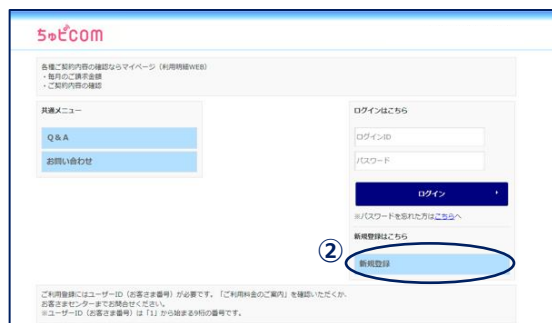 ちゅピCOM
各種ご契約内容の確認ならマイページ（利用明細WEB）
・毎月のご請求金額
・ご契約内容の確認
共通メニュー
Q & A
お問い合わせ
ログインはこちら
ログインID
パスワード
ログイン
※パスワードを忘れた方はこちらへ
新規登録はこちら
②
新規登録
ご利用登録にはユーザーID（お客さま番号）が必要です。「ご利用料金のご案内」を確認いただくか、
お客さまセンターまでお問合せください。
※ユーザーID（お客さま番号）は「1」から始まる9桁の番号です。